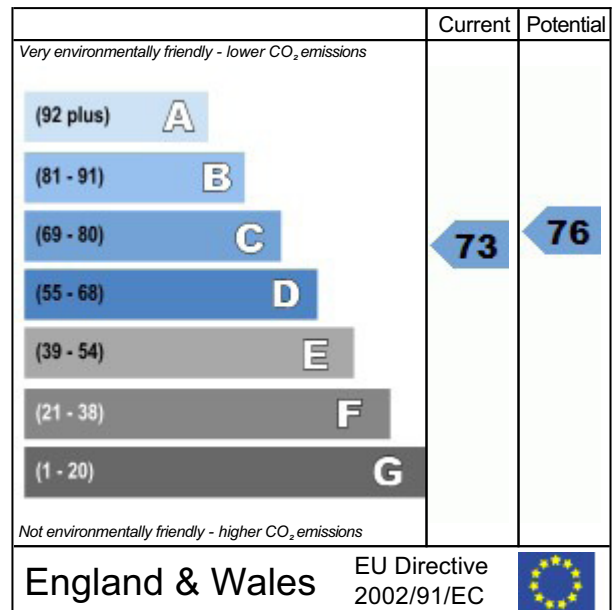 Current Potential
Very environmentally friendly - lower CO₂ emissions
(92 plus) A
(81 - 91) B
(69 - 80) C
73 76
(55 - 68) D
(39 - 54) E
(21 - 38) F
(1 - 20) G
Not environmentally friendly - higher CO₂ emissions
England & Wales
EU Directive
2002/91/EC